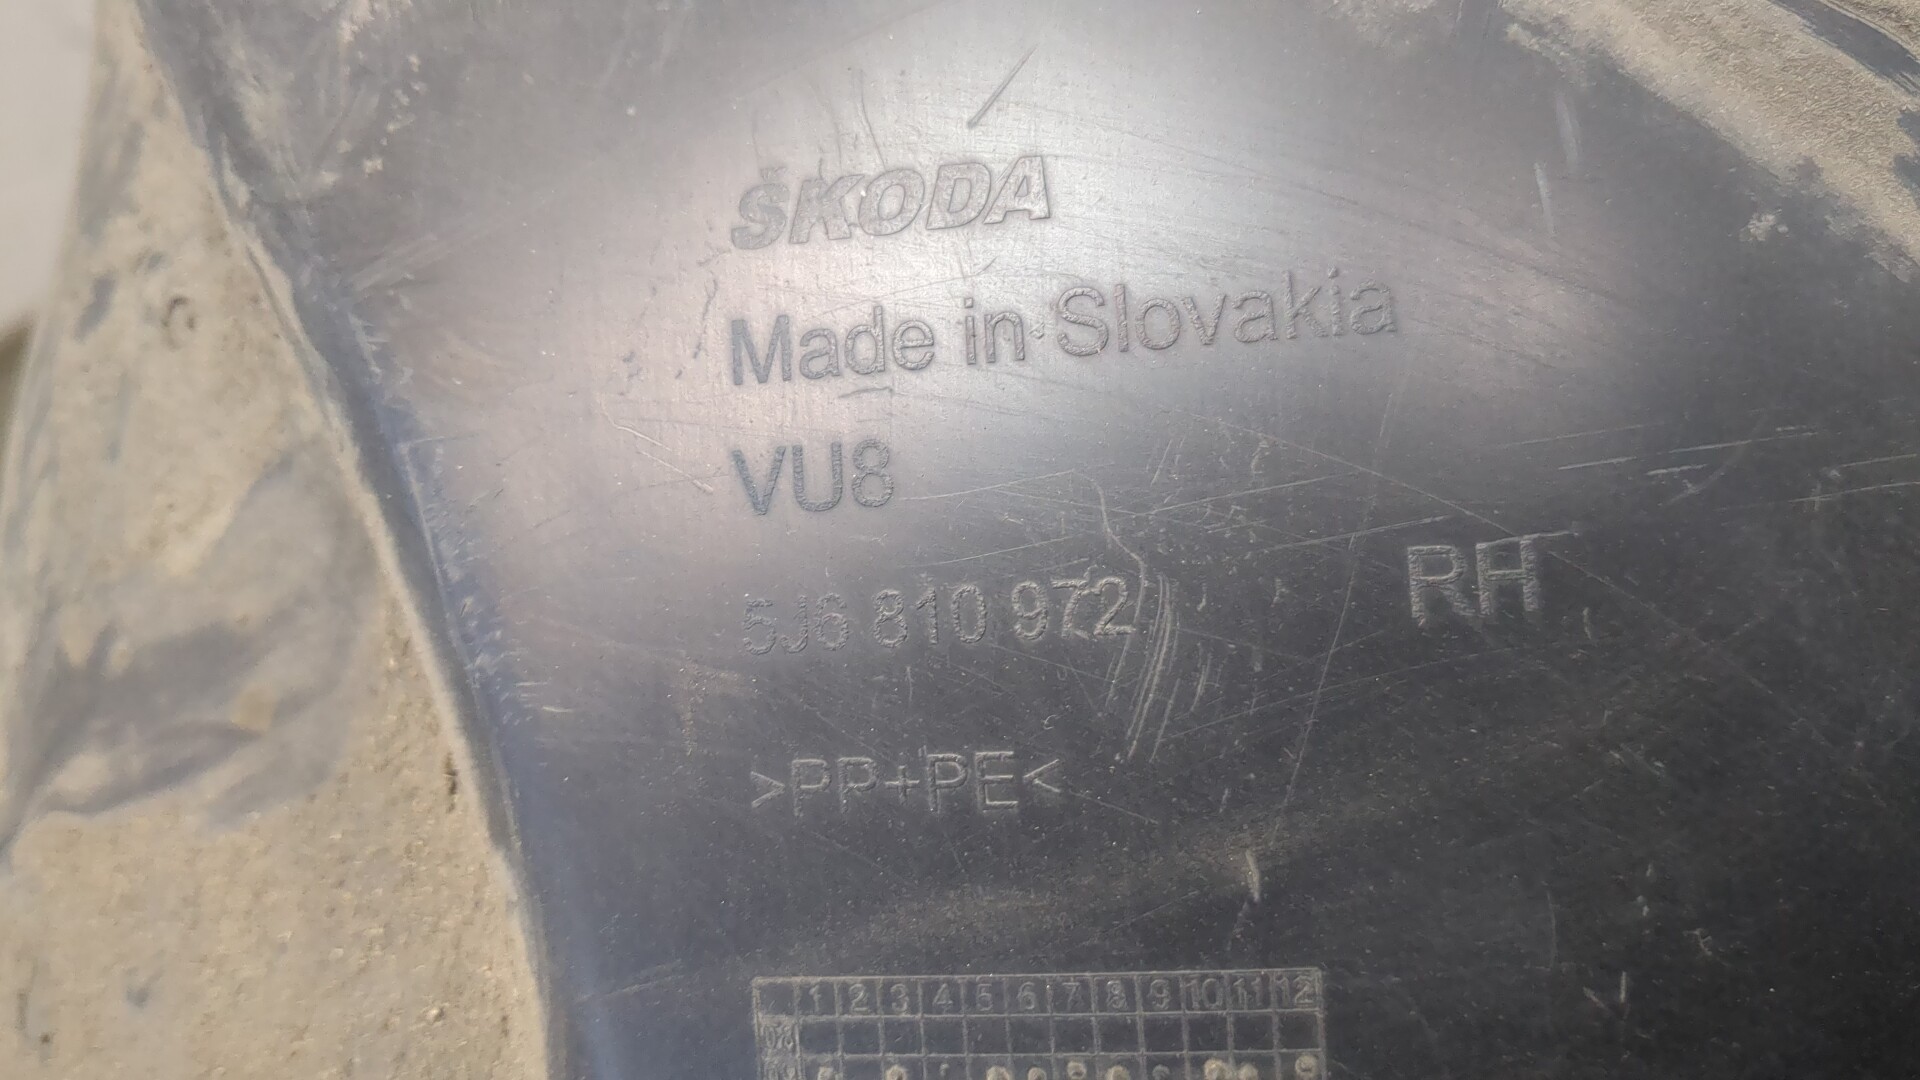 ŠKODA
Made in Slovakia
VU8
5J6 810 972
RH
>PP+PE<
1 2 3 4 5 6 7 8 9 10 11 12